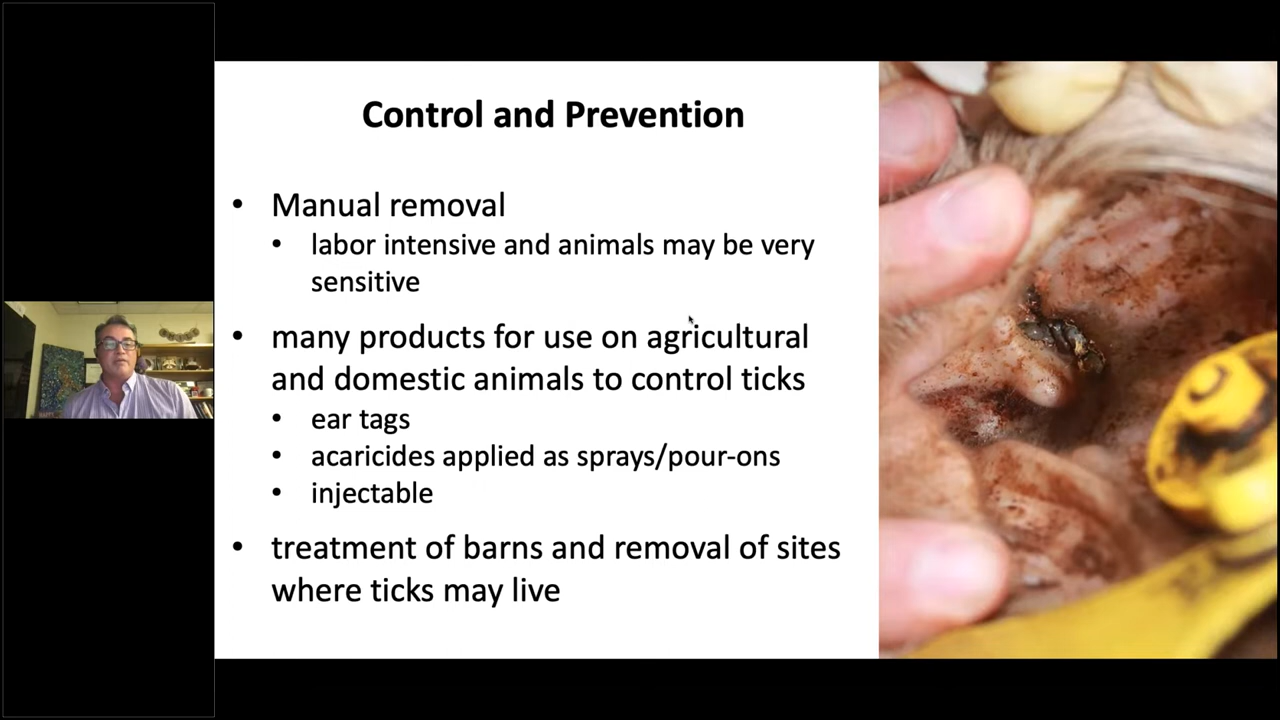 Control and Prevention
• Manual removal
• labor intensive and animals may be very
sensitive
• many products for use on agricultural
and domestic animals to control ticks
• ear tags
• acaricides applied as sprays/pour-ons
• injectable
• treatment of barns and removal of sites
where ticks may live